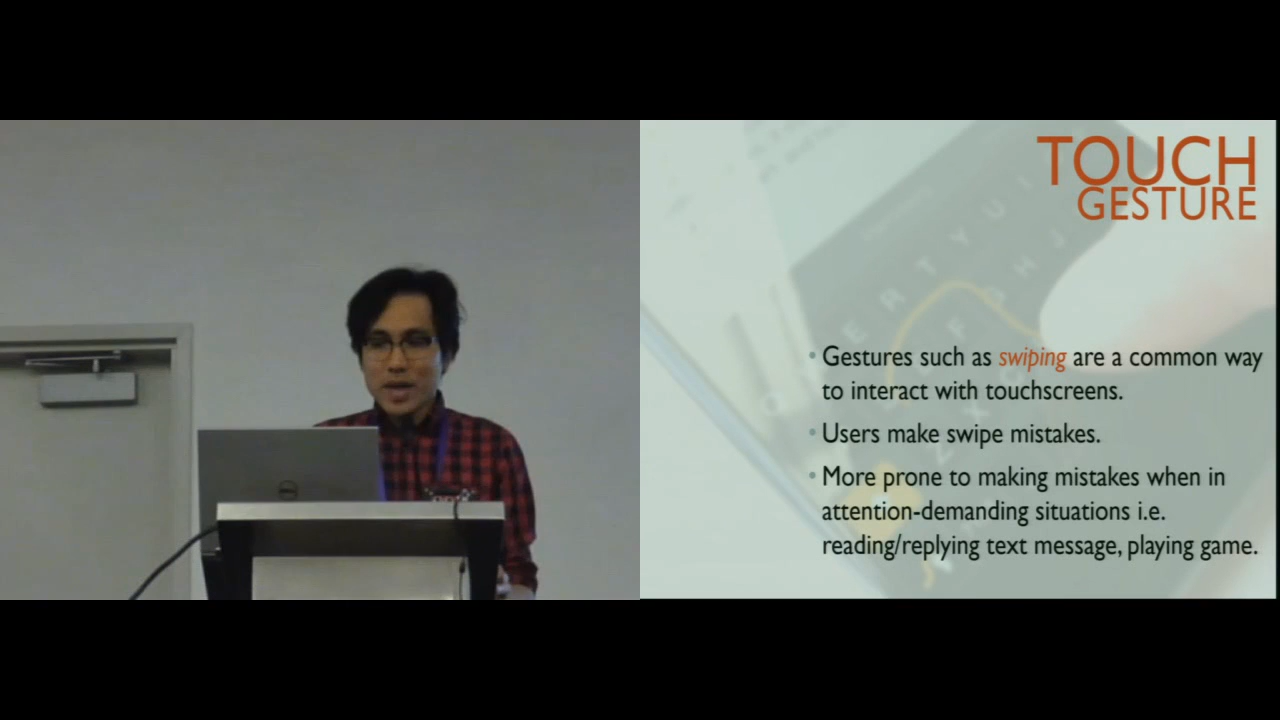 TOUCH
GESTURE
• Gestures such as swiping are a common way
to interact with touchscreens.
• Users make swipe mistakes.
• More prone to making mistakes when in
attention-demanding situations i.e.
reading/replying text message, playing game.
DELL